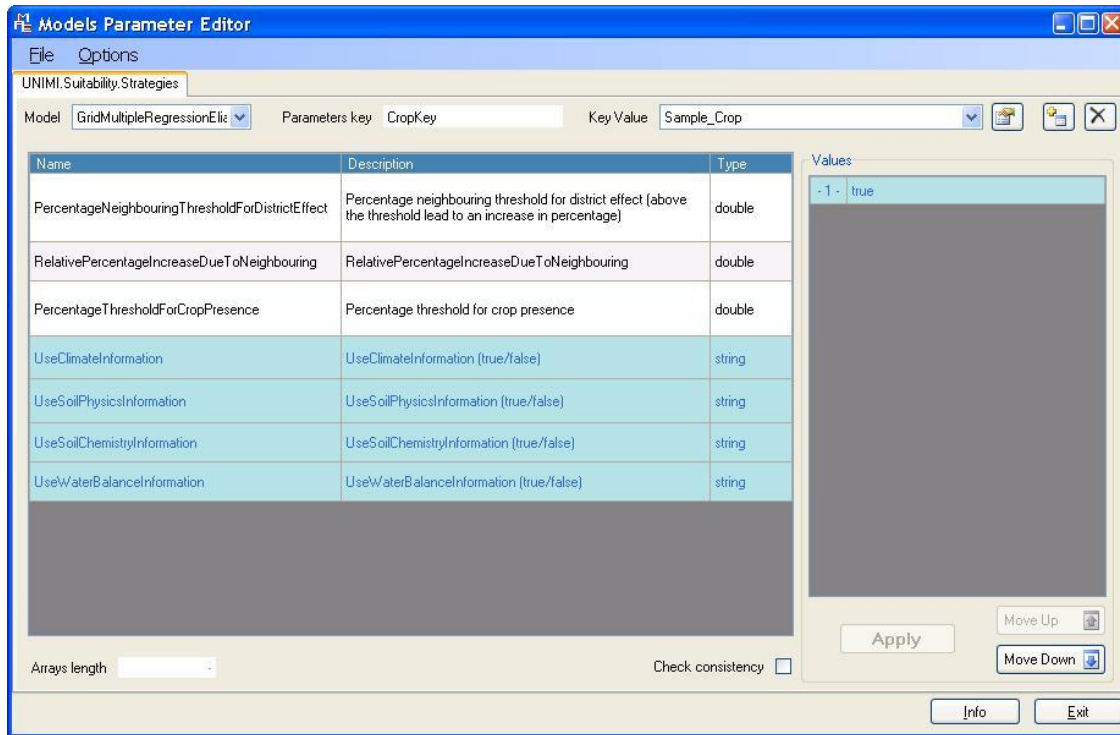 Models Parameter Editor
File Options
UNIMI.Suitability.Strategies
Model GridMultipleRegressionElia Parameters key CropKey Key Value Sample_Crop
Name Description Type Values
PercentageNeighbouringThresholdForDistrictEffect Percentage neighbouring threshold for district effect (above double - 1 - true
the threshold lead to an increase in percentage)
RelativePercentageIncreaseDueToNeighbouring RelativePercentageIncreaseDueToNeighbouring double
PercentageThresholdForCropPresence Percentage threshold for crop presence double
UseClimateInformation UseClimateInformation (true/false) string
UseSoilPhysicsInformation UseSoilPhysicsInformation (true/false) string
UseSoilChemistryInformation UseSoilChemistryInformation (true/false) string
UseWaterBalanceInformation UseWaterBalanceInformation (true/false) string
Move Up
Apply
Arrays length - Check consistency Move Down
Info Exit